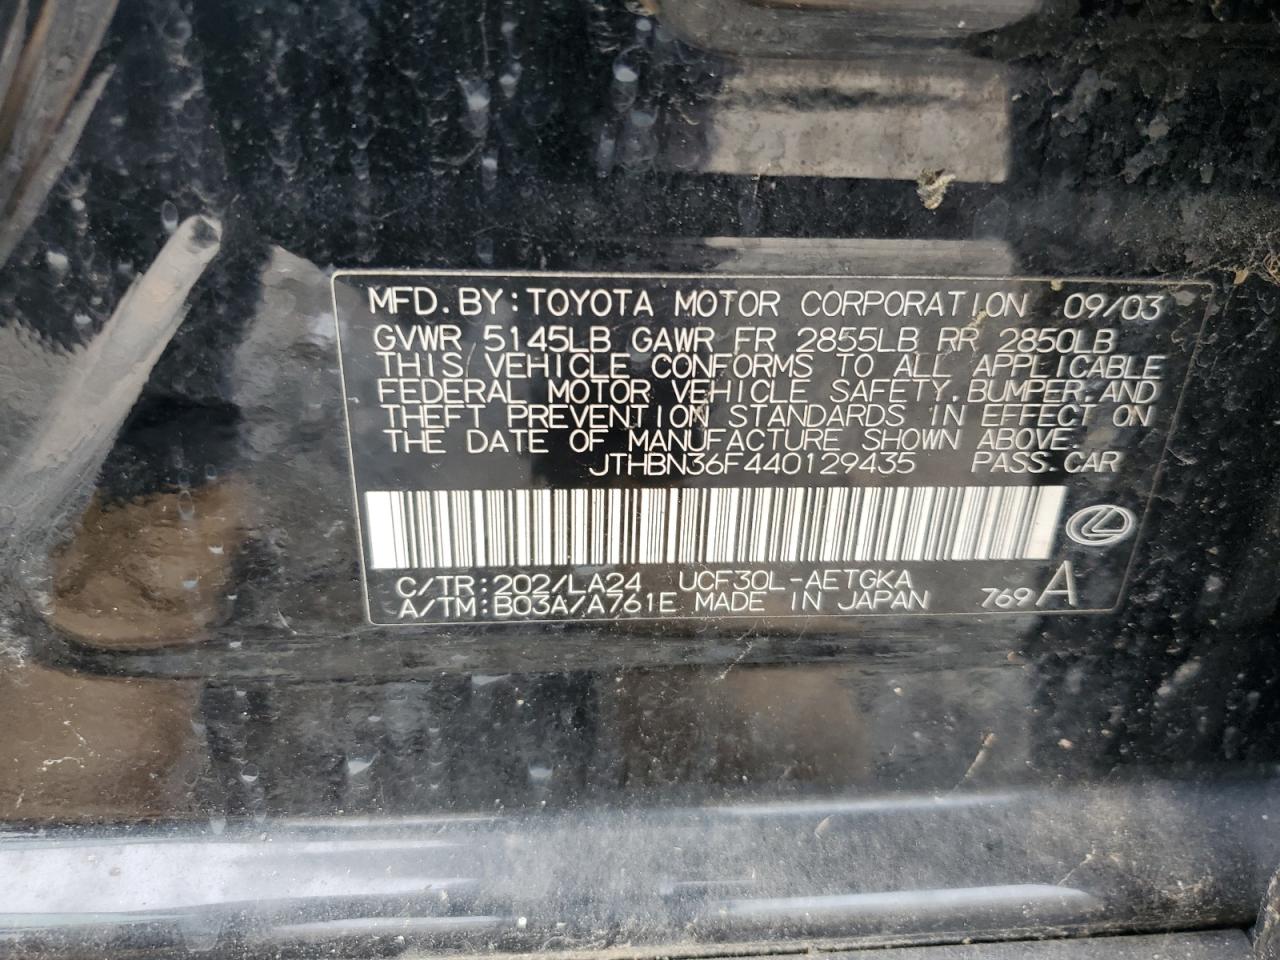 MFD. BY: TOYOTA MOTOR CORPORATION 09/03
GVWR 5145LB GAWR FR 2855LB RR 2850LB
THIS VEHICLE CONFORMS TO ALL APPLICABLE
FEDERAL MOTOR VEHICLE SAFETY, BUMPER, AND
THEFT PREVENTION STANDARDS IN EFFECT ON
THE DATE OF MANUFACTURE SHOWN ABOVE.
JTHBN36F440129435 PASS. CAR
C/TR: 202/LA24 UCF30L-AETGKA
A/TM: B03A/A761E MADE IN JAPAN 769 A